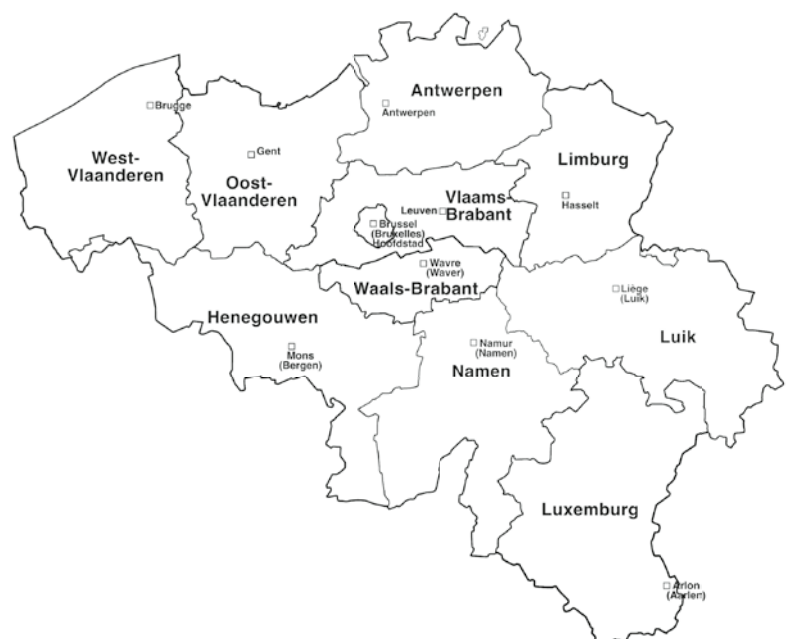 Antwerpen
Antwerpen
Brugge
West-
Vlaanderen
Gent
Oost-
Vlaanderen
Limburg
Hasselt
Vlaams-
Brabant
Leuven
Brussel
(Bruxelles)
Hoofdstad
Wavre
(Waver)
Waals-Brabant
Liège
(Luik)
Luik
Henegouwen
Mons
(Bergen)
Namur
(Namen)
Namen
Luxemburg
Arlon
(Aarlen)